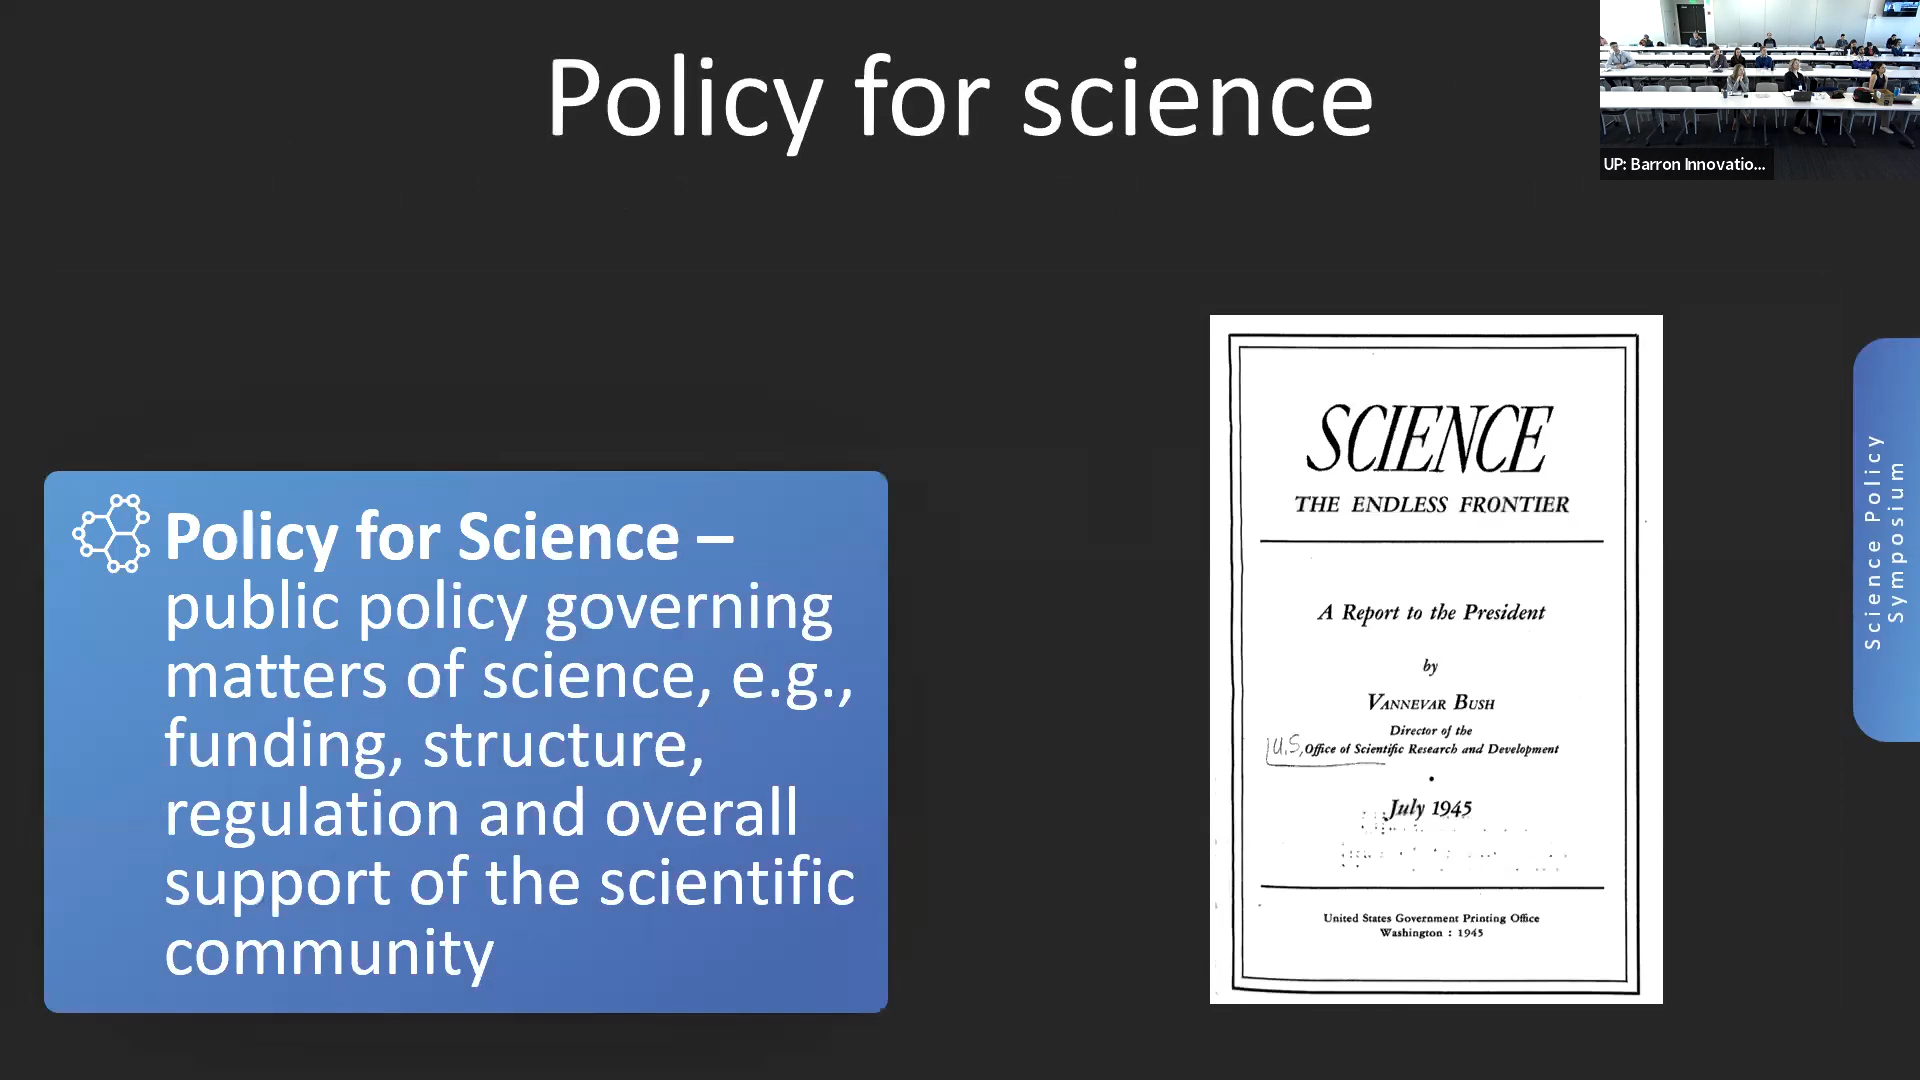 Policy for science
UP: Barron Innovatio...
Policy for Science –
public policy governing
matters of science, e.g.,
funding, structure,
regulation and overall
support of the scientific
community
SCIENCE
THE ENDLESS FRONTIER
A Report to the President
by
VANNEVAR BUSH
Director of the
U.S, Office of Scientific Research and Development
July 1945
United States Government Printing Office
Washington : 1945
Science Policy
Symposium